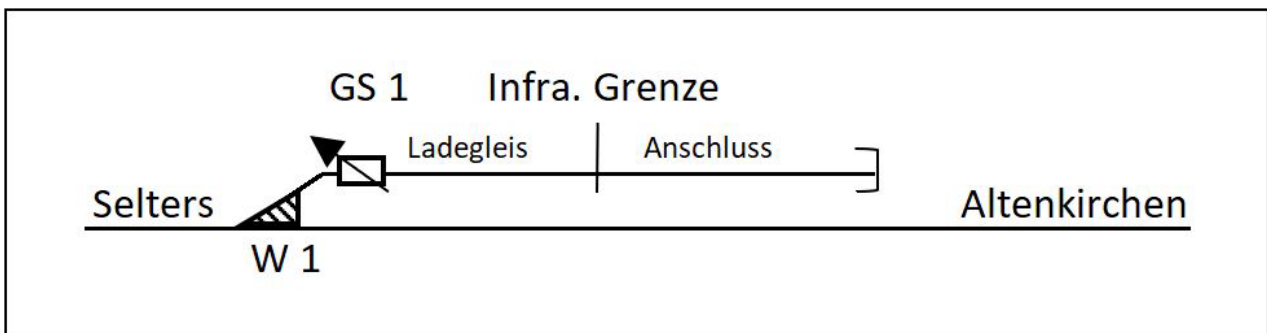 GS 1 Infra. Grenze
Ladegleis Anschluss
Selters Altenkirchen
W 1